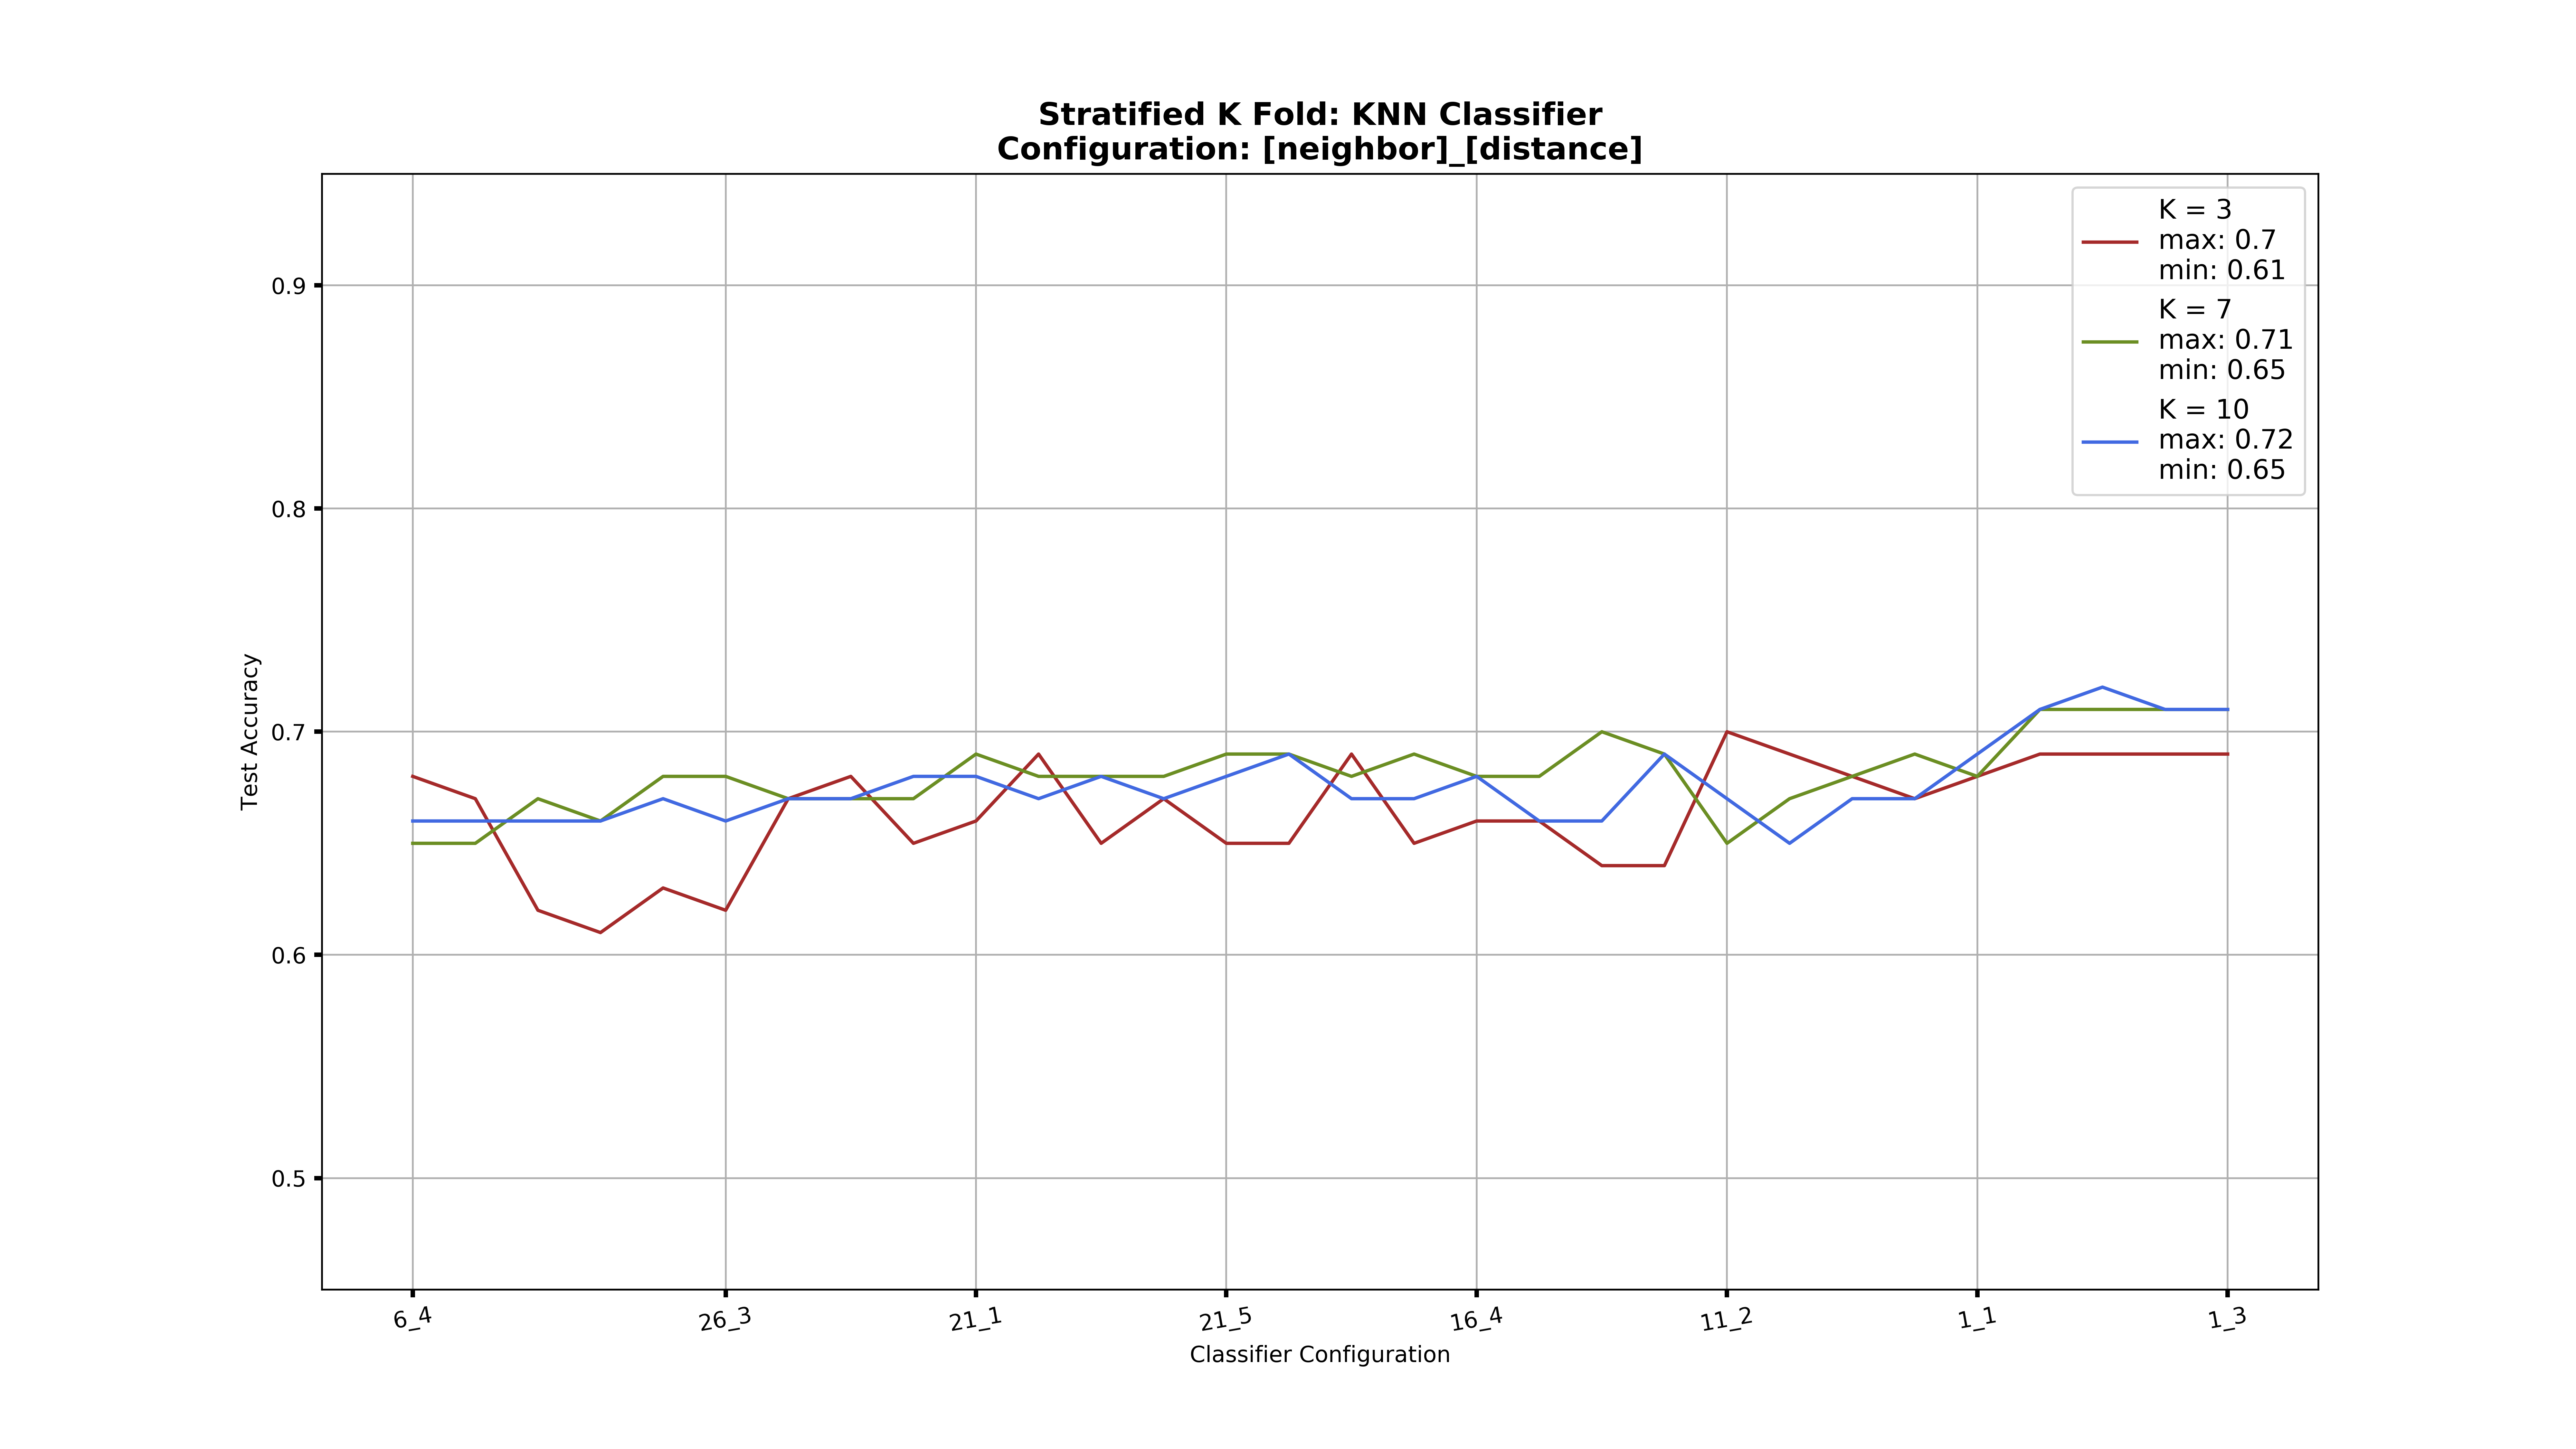 Stratified K Fold: KNN Classifier
Configuration: [neighbor]_[distance]
K = 3
max: 0.7
min: 0.61
K = 7
max: 0.71
min: 0.65
K = 10
max: 0.72
min: 0.65
0.9
0.8
0.7
0.6
0.5
Test Accuracy
6_4
26_3
21_1
21_5
16_4
11_2
1_1
1_3
Classifier Configuration